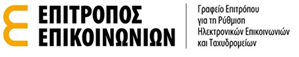 ΕΠΙΤΡΟΠΟΣ
ΕΠΙΚΟΙΝΩΝΙΩΝ
Γραφείο Επιτρόπου
για τη Ρύθμιση
Ηλεκτρονικών Επικοινωνιών
και Ταχυδρομείων